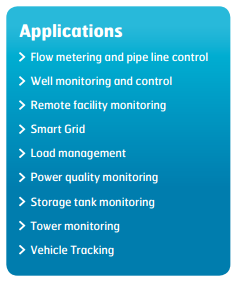 Applications
Flow metering and pipe line control
Well monitoring and control
Remote facility monitoring
Smart Grid
Load management
Power quality monitoring
Storage tank monitoring
Tower monitoring
Vehicle Tracking